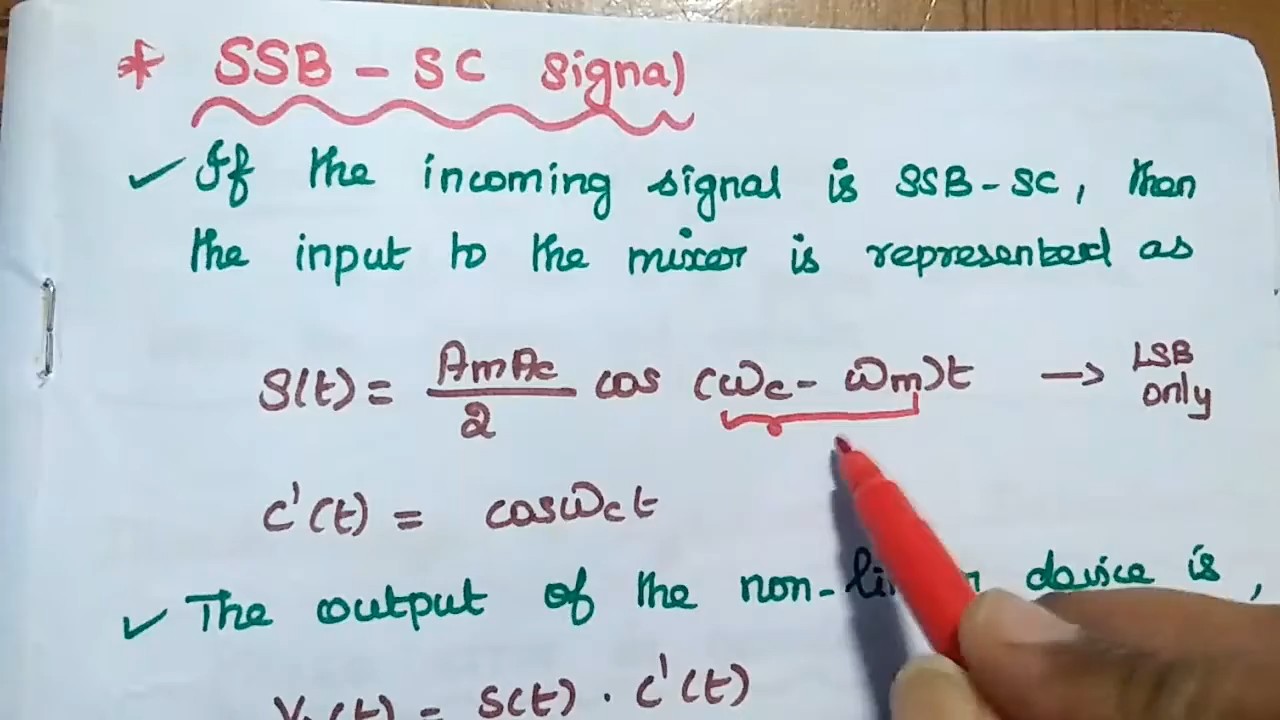 * SSB - SC Signal
✓ If the incoming signal is SSB-SC, then
the input to the mixer is represented as
S(t) = AmAc/2 cos (ωc - ωm)t → LSB only
c'(t) = cosωct
✓ The output of the non- device is,
(t) = S(t) . c'(t)